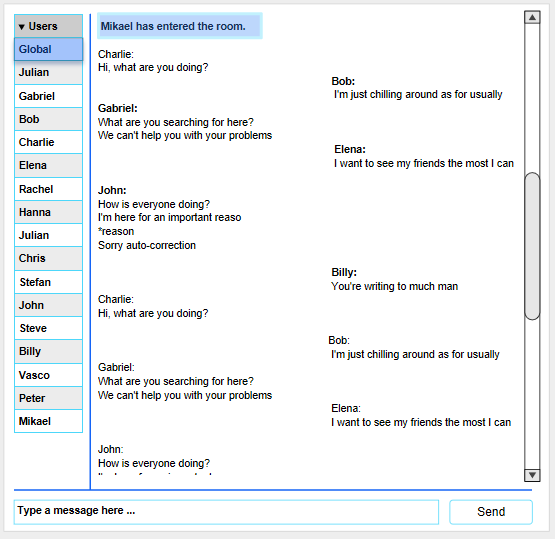 ▼ Users
Global
Julian
Gabriel
Bob
Charlie
Elena
Rachel
Hanna
Julian
Chris
Stefan
John
Steve
Billy
Vasco
Peter
Mikael
Mikael has entered the room.
Charlie:
Hi, what are you doing?
Bob:
I'm just chilling around as for usually
Gabriel:
What are you searching for here?
We can't help you with your problems
Elena:
I want to see my friends the most I can
John:
How is everyone doing?
I'm here for an important reaso
*reason
Sorry auto-correction
Billy:
You're writing to much man
Charlie:
Hi, what are you doing?
Bob:
I'm just chilling around as for usually
Gabriel:
What are you searching for here?
We can't help you with your problems
Elena:
I want to see my friends the most I can
John:
How is everyone doing?
Type a message here ...
Send